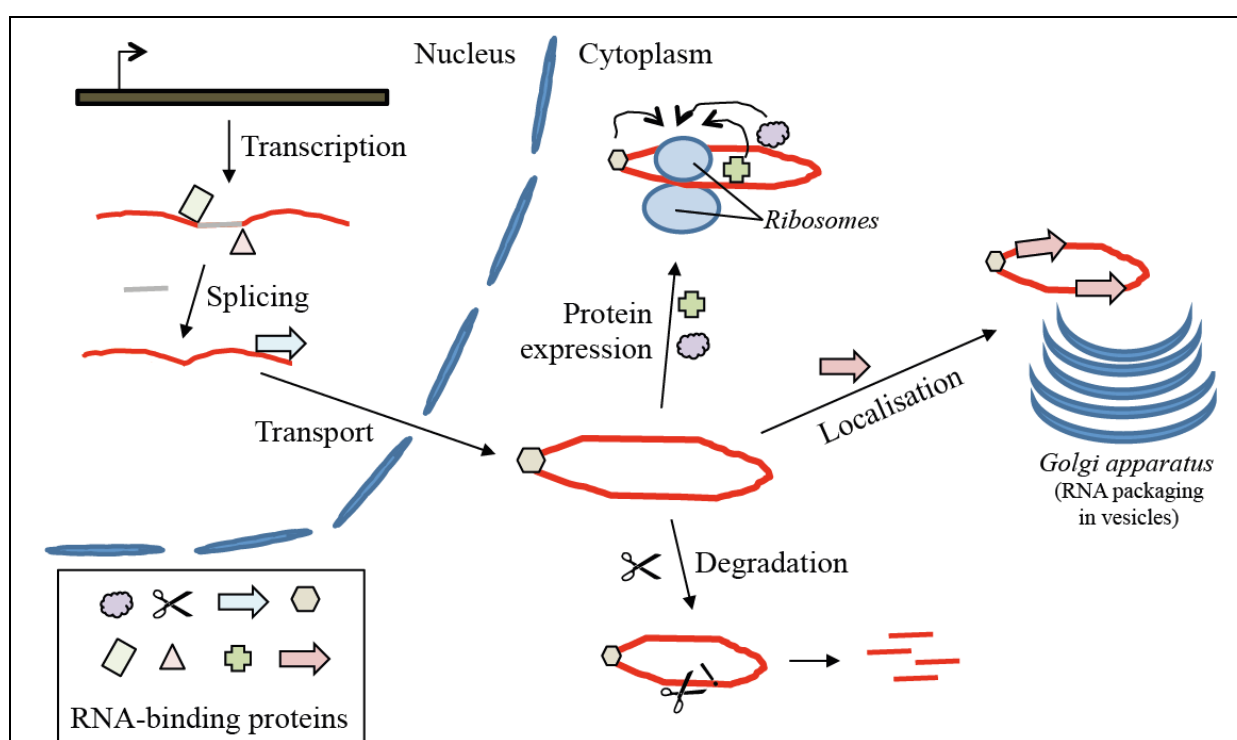 Nucleus
Cytoplasm
Transcription
Ribosomes
Splicing
Protein
expression
Transport
Localisation
Golgi apparatus
(RNA packaging
in vesicles)
Degradation
RNA-binding proteins